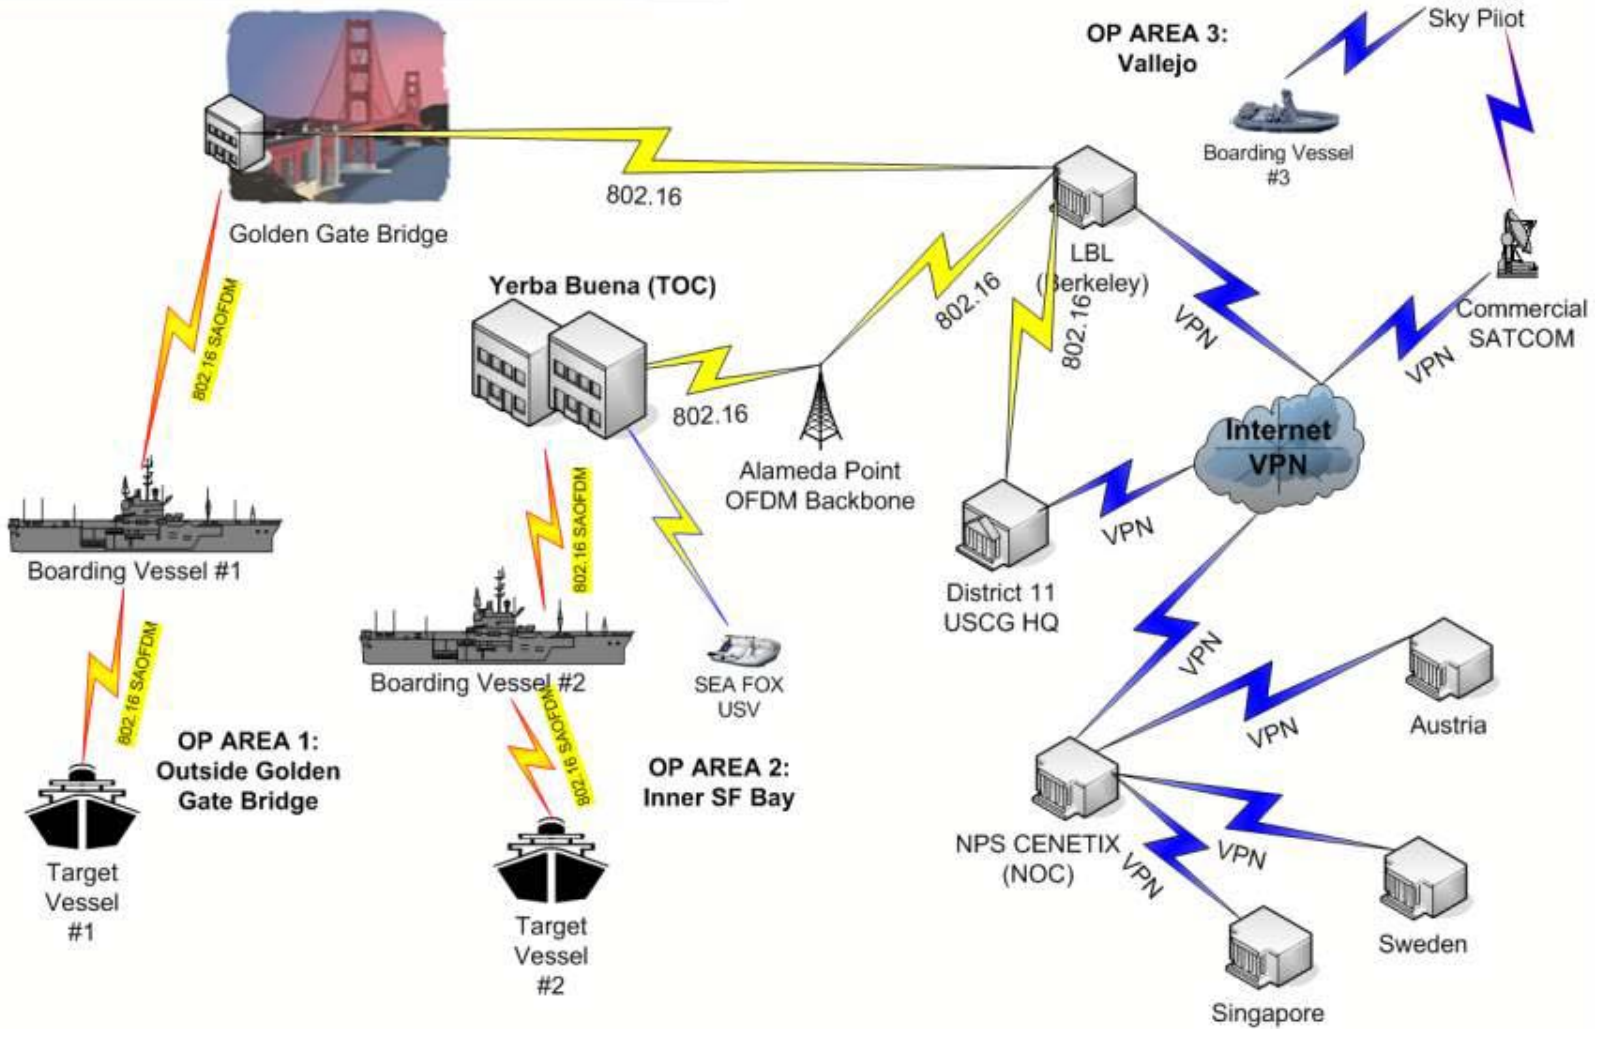 OP AREA 3:
Vallejo
Sky Piiot
Boarding Vessel
#3
802.16
Golden Gate Bridge
LBL
(Berkeley)
Yerba Buena (TOC)
802.16 SAOFDM
802.16
802.16
VPN
Commercial
SATCOM
VPN
802.16
Internet
VPN
Alameda Point
OFDM Backbone
802.16 SAOFDM
VPN
Boarding Vessel #1
District 11
USCG HQ
802.16 SAOFDM
Boarding Vessel #2
SEA FOX
USV
VPN
802.16 SAOFDM
OP AREA 1:
Outside Golden
Gate Bridge
OP AREA 2:
Inner SF Bay
VPN
Austria
NPS CENETIX
(NOC)
VPN
VPN
Target
Vessel
#1
Target
Vessel
#2
Sweden
Singapore